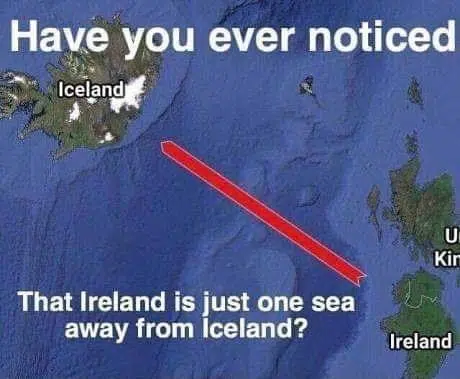 Have you ever noticed
Iceland
U
Kin
That Ireland is just one sea
away from Iceland?
Ireland